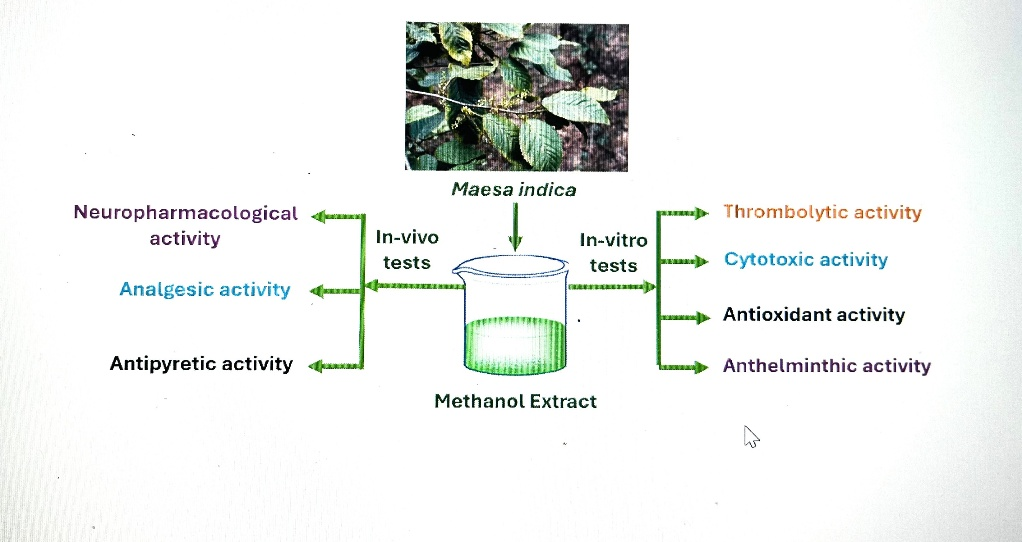 Maesa indica
Neuropharmacological
activity
Analgesic activity
Antipyretic activity
In-vivo
tests
In-vitro
tests
Thrombolytic activity
Cytotoxic activity
Antioxidant activity
Anthelminthic activity
Methanol Extract